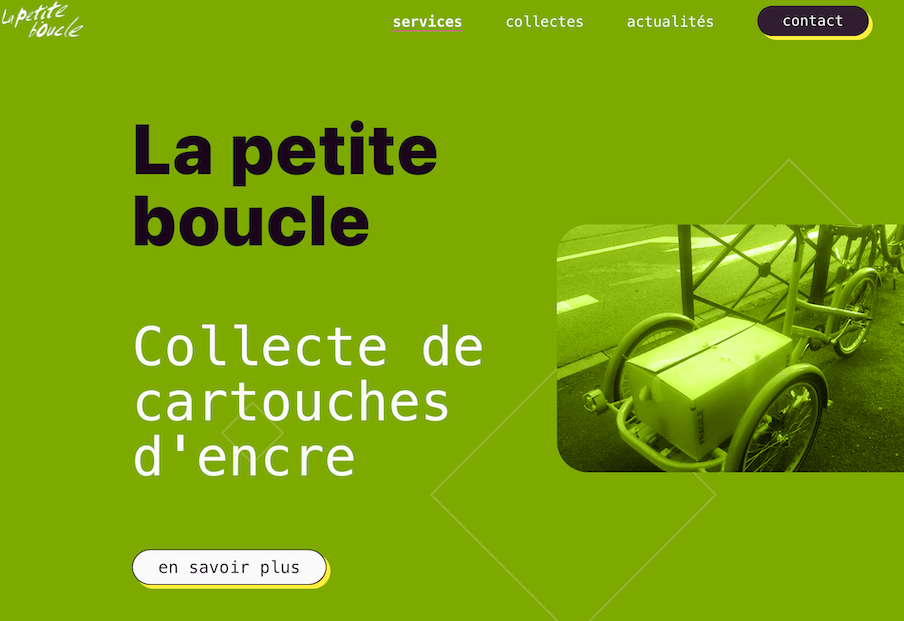 La petite
boucle
services
collectes
actualités
contact
La petite
boucle
Collecte de
cartouches
d'encre
en savoir plus